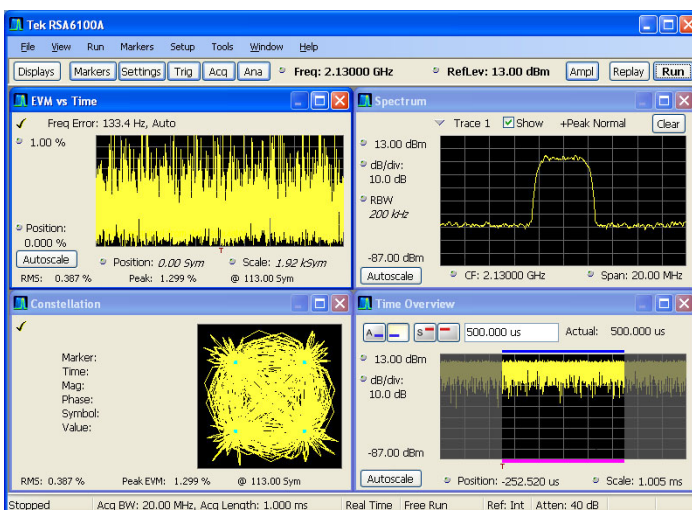 Tek RSA6100A
File View Run Markers Setup Tools Window Help
Displays Markers Settings Trig Acq Ana Freq: 2.13000 GHz RefLev: 13.00 dBm Ampl Replay Run
EVM vs Time
Freq Error: 133.4 Hz, Auto
1.00 %
Position:
0.000 %
Autoscale
Position: 0.00 Sym Scale: 1.92 kSym
RMS: 0.387 % Peak: 1.299 % @ 113.00 Sym
T
Spectrum
Trace 1 Show +Peak Normal Clear
13.00 dBm
dB/div:
10.0 dB
RBW
200 kHz
-87.00 dBm
Autoscale CF: 2.13000 GHz Span: 20.00 MHz
Constellation
Marker:
Time:
Mag:
Phase:
Symbol:
Value:
RMS: 0.387 % Peak EVM: 1.299 % @ 113.00 Sym
Time Overview
A S 500.000 us Actual: 500.000 us
13.00 dBm
dB/div:
10.0 dB
-87.00 dBm
T
Autoscale Position: -252.520 us Scale: 1.005 ms
Stopped Acq BW: 20.00 MHz, Acq Length: 1.000 ms Real Time Free Run Ref: Int Atten: 40 dB